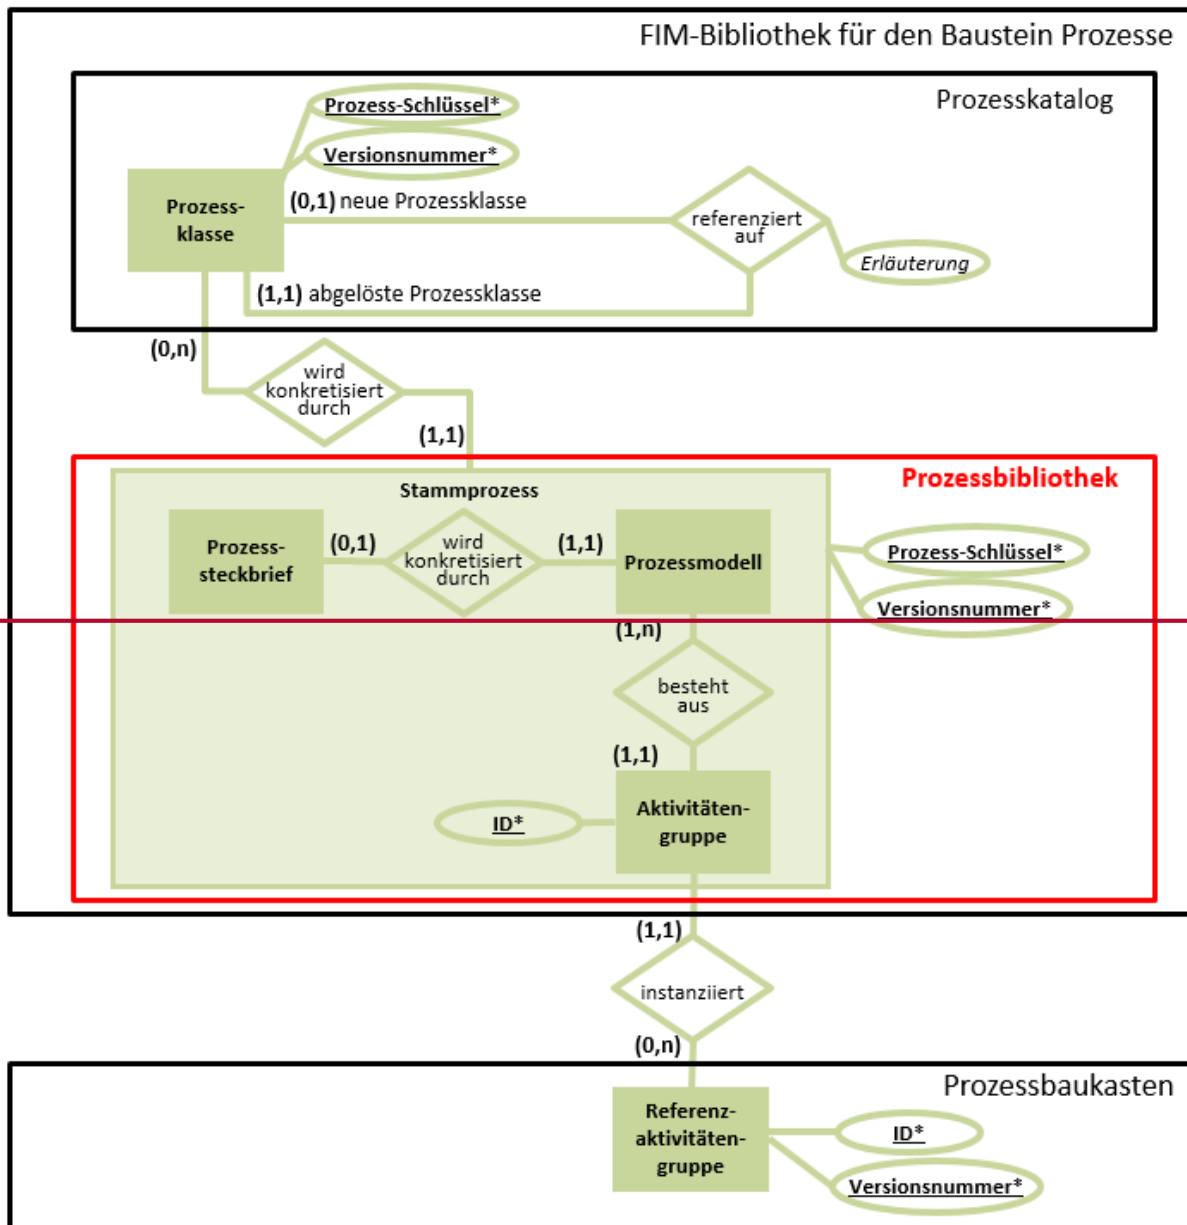 FIM-Bibliothek für den Baustein Prozesse
Prozesskatalog
Prozess-Schlüssel*
Versionsnummer*
Prozess-
klasse
(0,1) neue Prozessklasse
referenziert
auf
Erläuterung
(1,1) abgelöste Prozessklasse
(0,n)
wird
konkretisiert
durch
(1,1)
Prozessbibliothek
Stammprozess
Prozess-
steckbrief
(0,1)
wird
konkretisiert
durch
(1,1)
Prozessmodell
Prozess-Schlüssel*
Versionsnummer*
(1,n)
besteht
aus
(1,1)
Aktivitäten-
gruppe
ID*
(1,1)
instanziiert
(0,n)
Prozessbaukasten
Referenz-
aktivitäten-
gruppe
ID*
Versionsnummer*